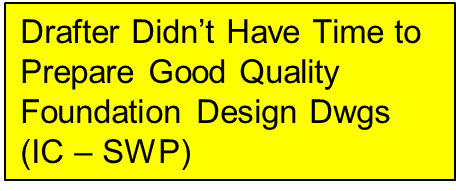 Drafter Didn’t Have Time to
Prepare Good Quality
Foundation Design Dwgs
(IC – SWP)